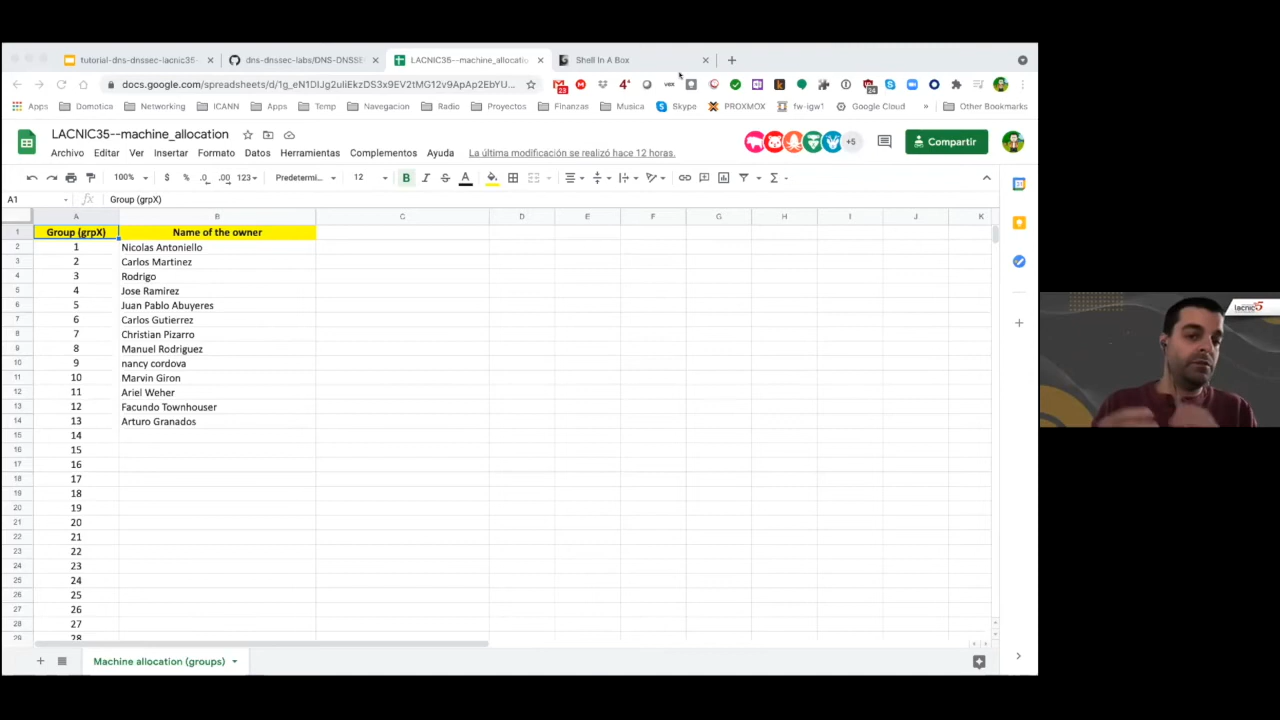 tutorial-dns-dnssec-lacnic35-
dns-dnssec-labs/DNS-DNSSE
LACNIC35--machine_allocatio
Shell In A Box
docs.google.com/spreadsheets/d/1g_eN1DIJg2uIiEkzDS3x9EV2tMG12v9ApAp2EbYU...
Apps Domotica Networking ICANN Apps Temp Navegacion Radio Proyectos Finanzas Musica Skype PROXMOX fw-igw1 Google Cloud » Other Bookmarks
LACNIC35--machine_allocation
+5 Compartir
Archivo Editar Ver Insertar Formato Datos Herramientas Complementos Ayuda La última modificación se realizó hace 12 horas.
100% $ % .0 .00 123 Predetermi... 12 B I S A
A1 fx Group (grpX)
A B C D E F G H I J K
1 Group (grpX) Name of the owner
2 1 Nicolas Antoniello
3 2 Carlos Martinez
4 3 Rodrigo
5 4 Jose Ramirez
6 5 Juan Pablo Abuyeres
7 6 Carlos Gutierrez
8 7 Christian Pizarro
9 8 Manuel Rodriguez
10 9 nancy cordova
11 10 Marvin Giron
12 11 Ariel Weher
13 12 Facundo Townhouser
14 13 Arturo Granados
15 14
16 15
17 16
18 17
19 18
20 19
21 20
22 21
23 22
24 23
25 24
26 25
27 26
28 27
29 28
Machine allocation (groups)
lacnic35